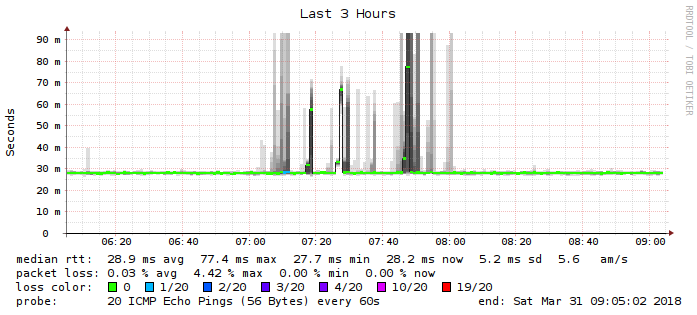 Last 3 Hours
RRDTOOL / TOBI OETIKER
Seconds
90 m
80 m
70 m
60 m
50 m
40 m
30 m
20 m
10 m
0
06:20 06:40 07:00 07:20 07:40 08:00 08:20 08:40 09:00
median rtt: 28.9 ms avg 77.4 ms max 27.7 ms min 28.2 ms now 5.2 ms sd 5.6 am/s
packet loss: 0.03 % avg 4.42 % max 0.00 % min 0.00 % now
loss color: 0 1/20 2/20 3/20 4/20 10/20 19/20
probe: 20 ICMP Echo Pings (56 Bytes) every 60s end: Sat Mar 31 09:05:02 2018